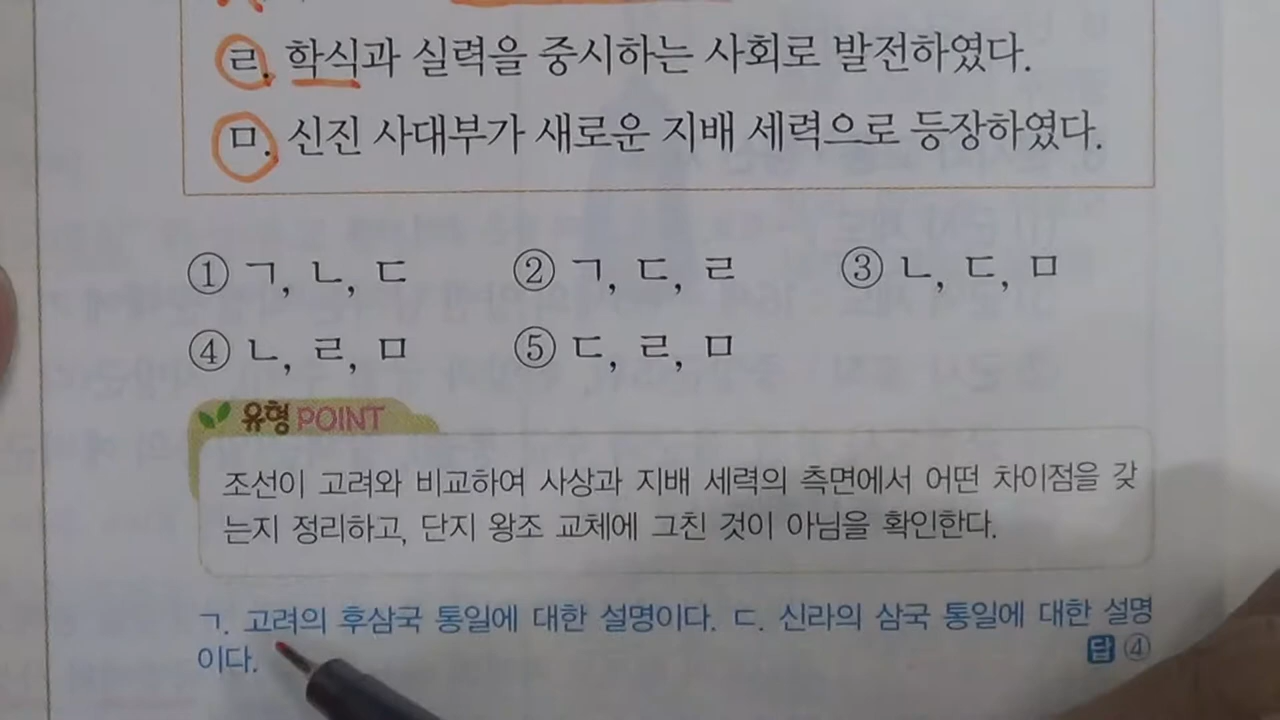 ㄹ. 학식과 실력을 중시하는 사회로 발전하였다.
ㅁ. 신진 사대부가 새로운 지배 세력으로 등장하였다.
① ㄱ, ㄴ, ㄷ ② ㄱ, ㄷ, ㄹ ③ ㄴ, ㄷ, ㅁ
④ ㄴ, ㄹ, ㅁ ⑤ ㄷ, ㄹ, ㅁ
유형 POINT
조선이 고려와 비교하여 사상과 지배 세력의 측면에서 어떤 차이점을 갖
는지 정리하고, 단지 왕조 교체에 그친 것이 아님을 확인한다.
ㄱ. 고려의 후삼국 통일에 대한 설명이다. ㄷ. 신라의 삼국 통일에 대한 설명
이다. 답 ④